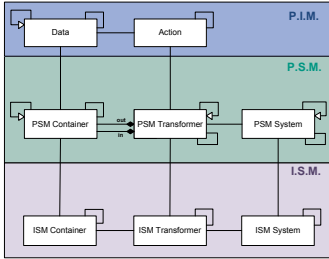 P.I.M.
Data
Action
P.S.M.
PSM Container
out
in
PSM Transformer
PSM System
I.S.M.
ISM Container
ISM Transformer
ISM System